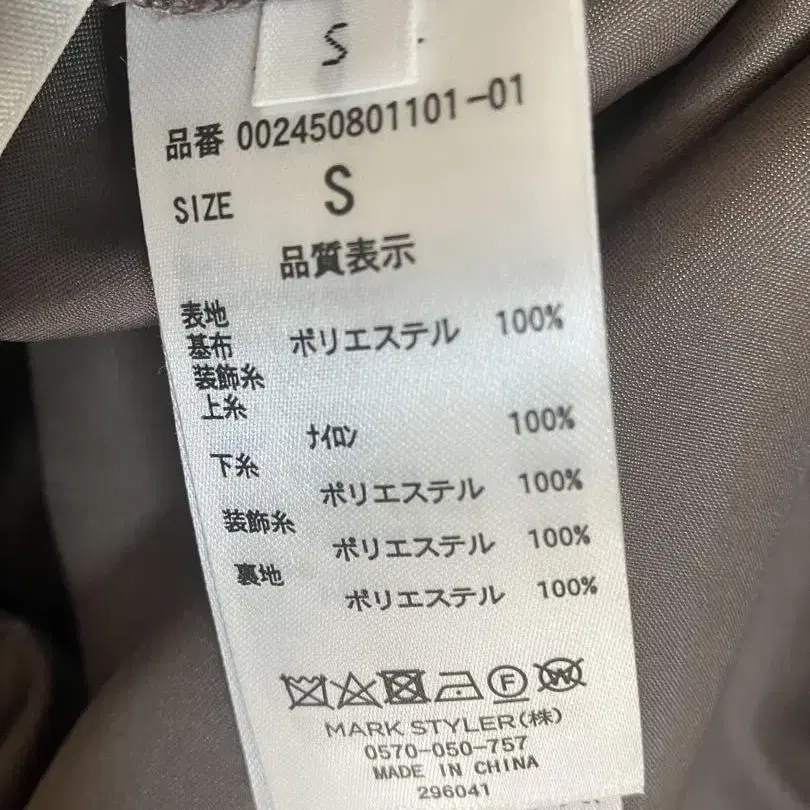 S
品番 002450801101-01
SIZE S
品質表示
表地
基布 ポリエステル 100%
装飾糸
上糸 ナイロン 100%
下糸 ポリエステル 100%
装飾糸 ポリエステル 100%
裏地 ポリエステル 100%
F W
MARK STYLER(株)
0570-050-757
MADE IN CHINA
296041